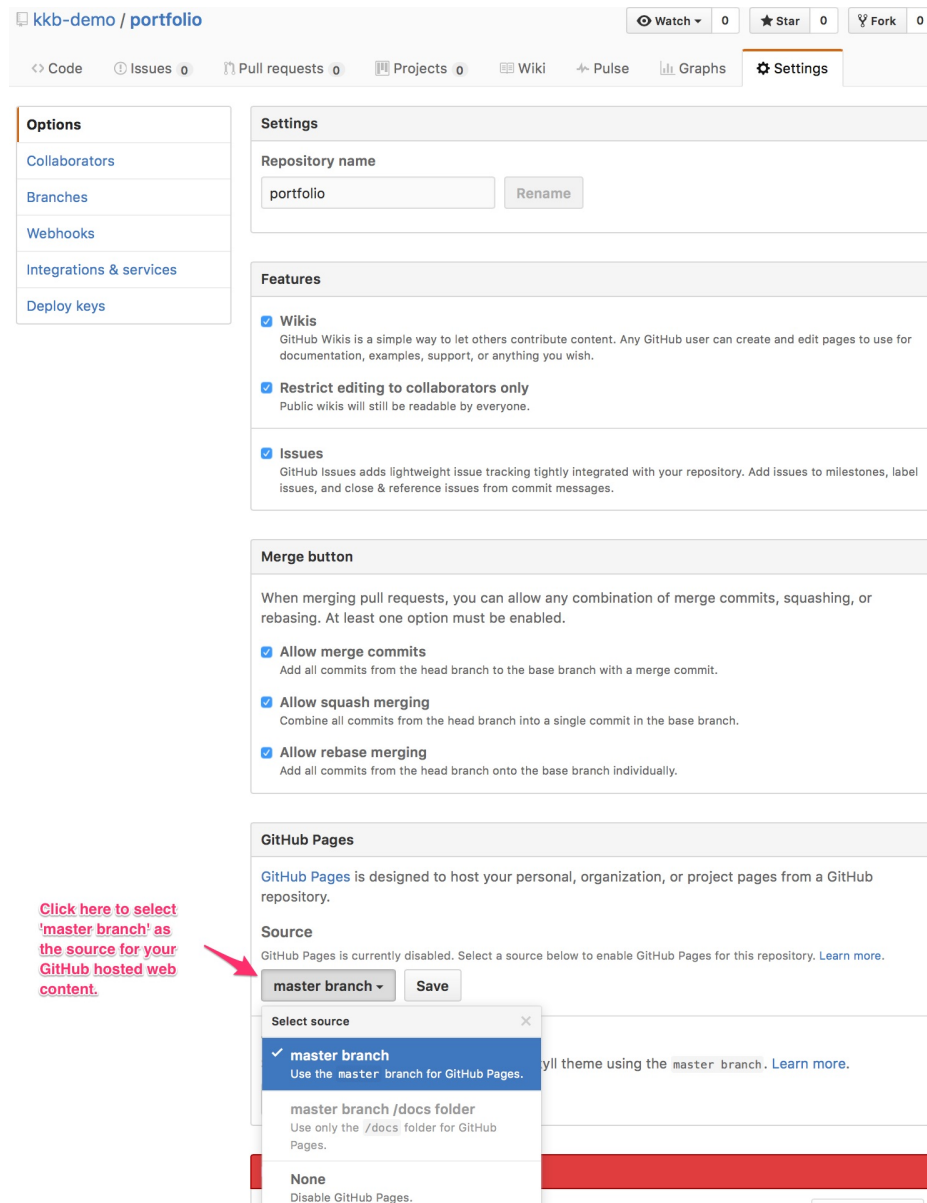 kkb-demo / portfolio
Watch 0 Star 0 Fork 0
Code Issues 0 Pull requests 0 Projects 0 Wiki Pulse Graphs Settings
Options
Collaborators
Branches
Webhooks
Integrations & services
Deploy keys
Settings
Repository name
portfolio Rename
Features
Wikis
GitHub Wikis is a simple way to let others contribute content. Any GitHub user can create and edit pages to use for
documentation, examples, support, or anything you wish.
Restrict editing to collaborators only
Public wikis will still be readable by everyone.
Issues
GitHub Issues adds lightweight issue tracking tightly integrated with your repository. Add issues to milestones, label
issues, and close & reference issues from commit messages.
Merge button
When merging pull requests, you can allow any combination of merge commits, squashing, or
rebasing. At least one option must be enabled.
Allow merge commits
Add all commits from the head branch to the base branch with a merge commit.
Allow squash merging
Combine all commits from the head branch into a single commit in the base branch.
Allow rebase merging
Add all commits from the head branch onto the base branch individually.
GitHub Pages
GitHub Pages is designed to host your personal, organization, or project pages from a GitHub
repository.
Click here to select
'master branch' as
the source for your
GitHub hosted web
content.
Source
GitHub Pages is currently disabled. Select a source below to enable GitHub Pages for this repository. Learn more.
master branch Save
Select source
master branch
Use the master branch for GitHub Pages.
yll theme using the master branch. Learn more.
master branch /docs folder
Use only the /docs folder for GitHub
Pages.
None
Disable GitHub Pages.